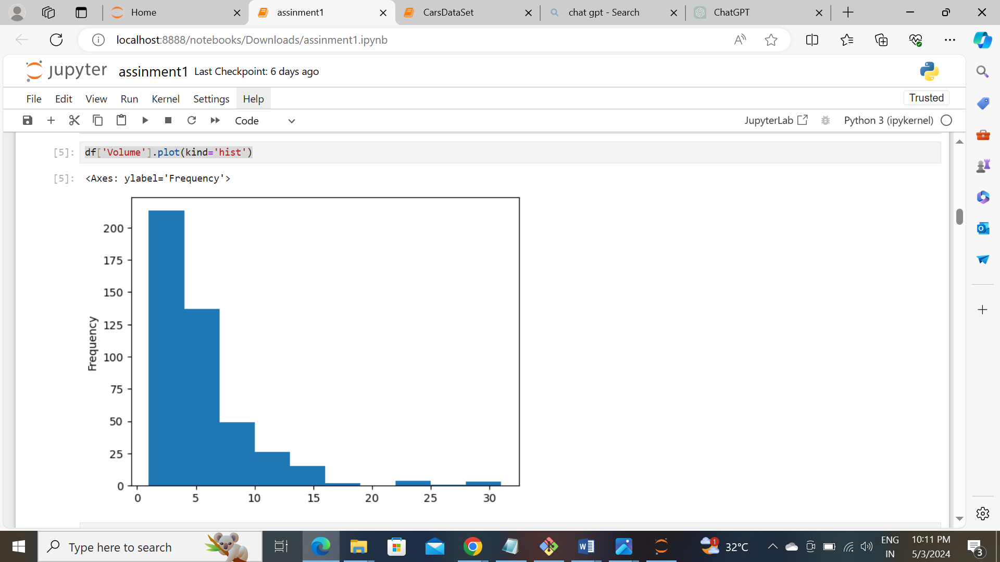 Home
assinment1
CarsDataSet
chat gpt - Search
ChatGPT
localhost:8888/notebooks/Downloads/assinment1.ipynb
jupyter assinment1 Last Checkpoint: 6 days ago
File Edit View Run Kernel Settings Help
Trusted
Code
JupyterLab
Python 3 (ipykernel)
[5]: df['Volume'].plot(kind='hist')
[5]: <Axes: ylabel='Frequency'>
200
175
150
125
100
75
50
25
0
Frequency
0 5 10 15 20 25 30
Type here to search
1
32°C
ENG
IN
10:11 PM
5/3/2024
3